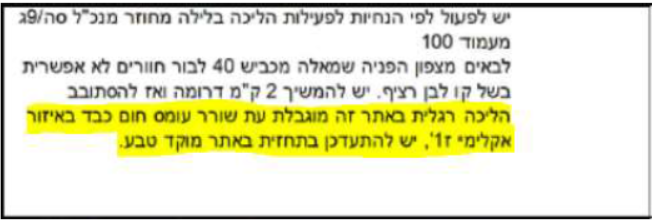 יש לפעול לפי הנחיות לפעילות הליכה בלילה מחוזר מנכ"ל סה/9ג
מעמוד 100
לבאים מצפון הפניה שמאלה מכביש 40 לבור חוורים לא אפשרית
בשל קו לבן רציף. יש להמשיך 2 ק"מ דרומה ואז להסתובב
הליכה רגלית באתר זה מוגבלת עת שורר עומס חום כבד באיזור
אקלימי ז1', יש להתעדכן בתחזית באתר מוקד טבע.